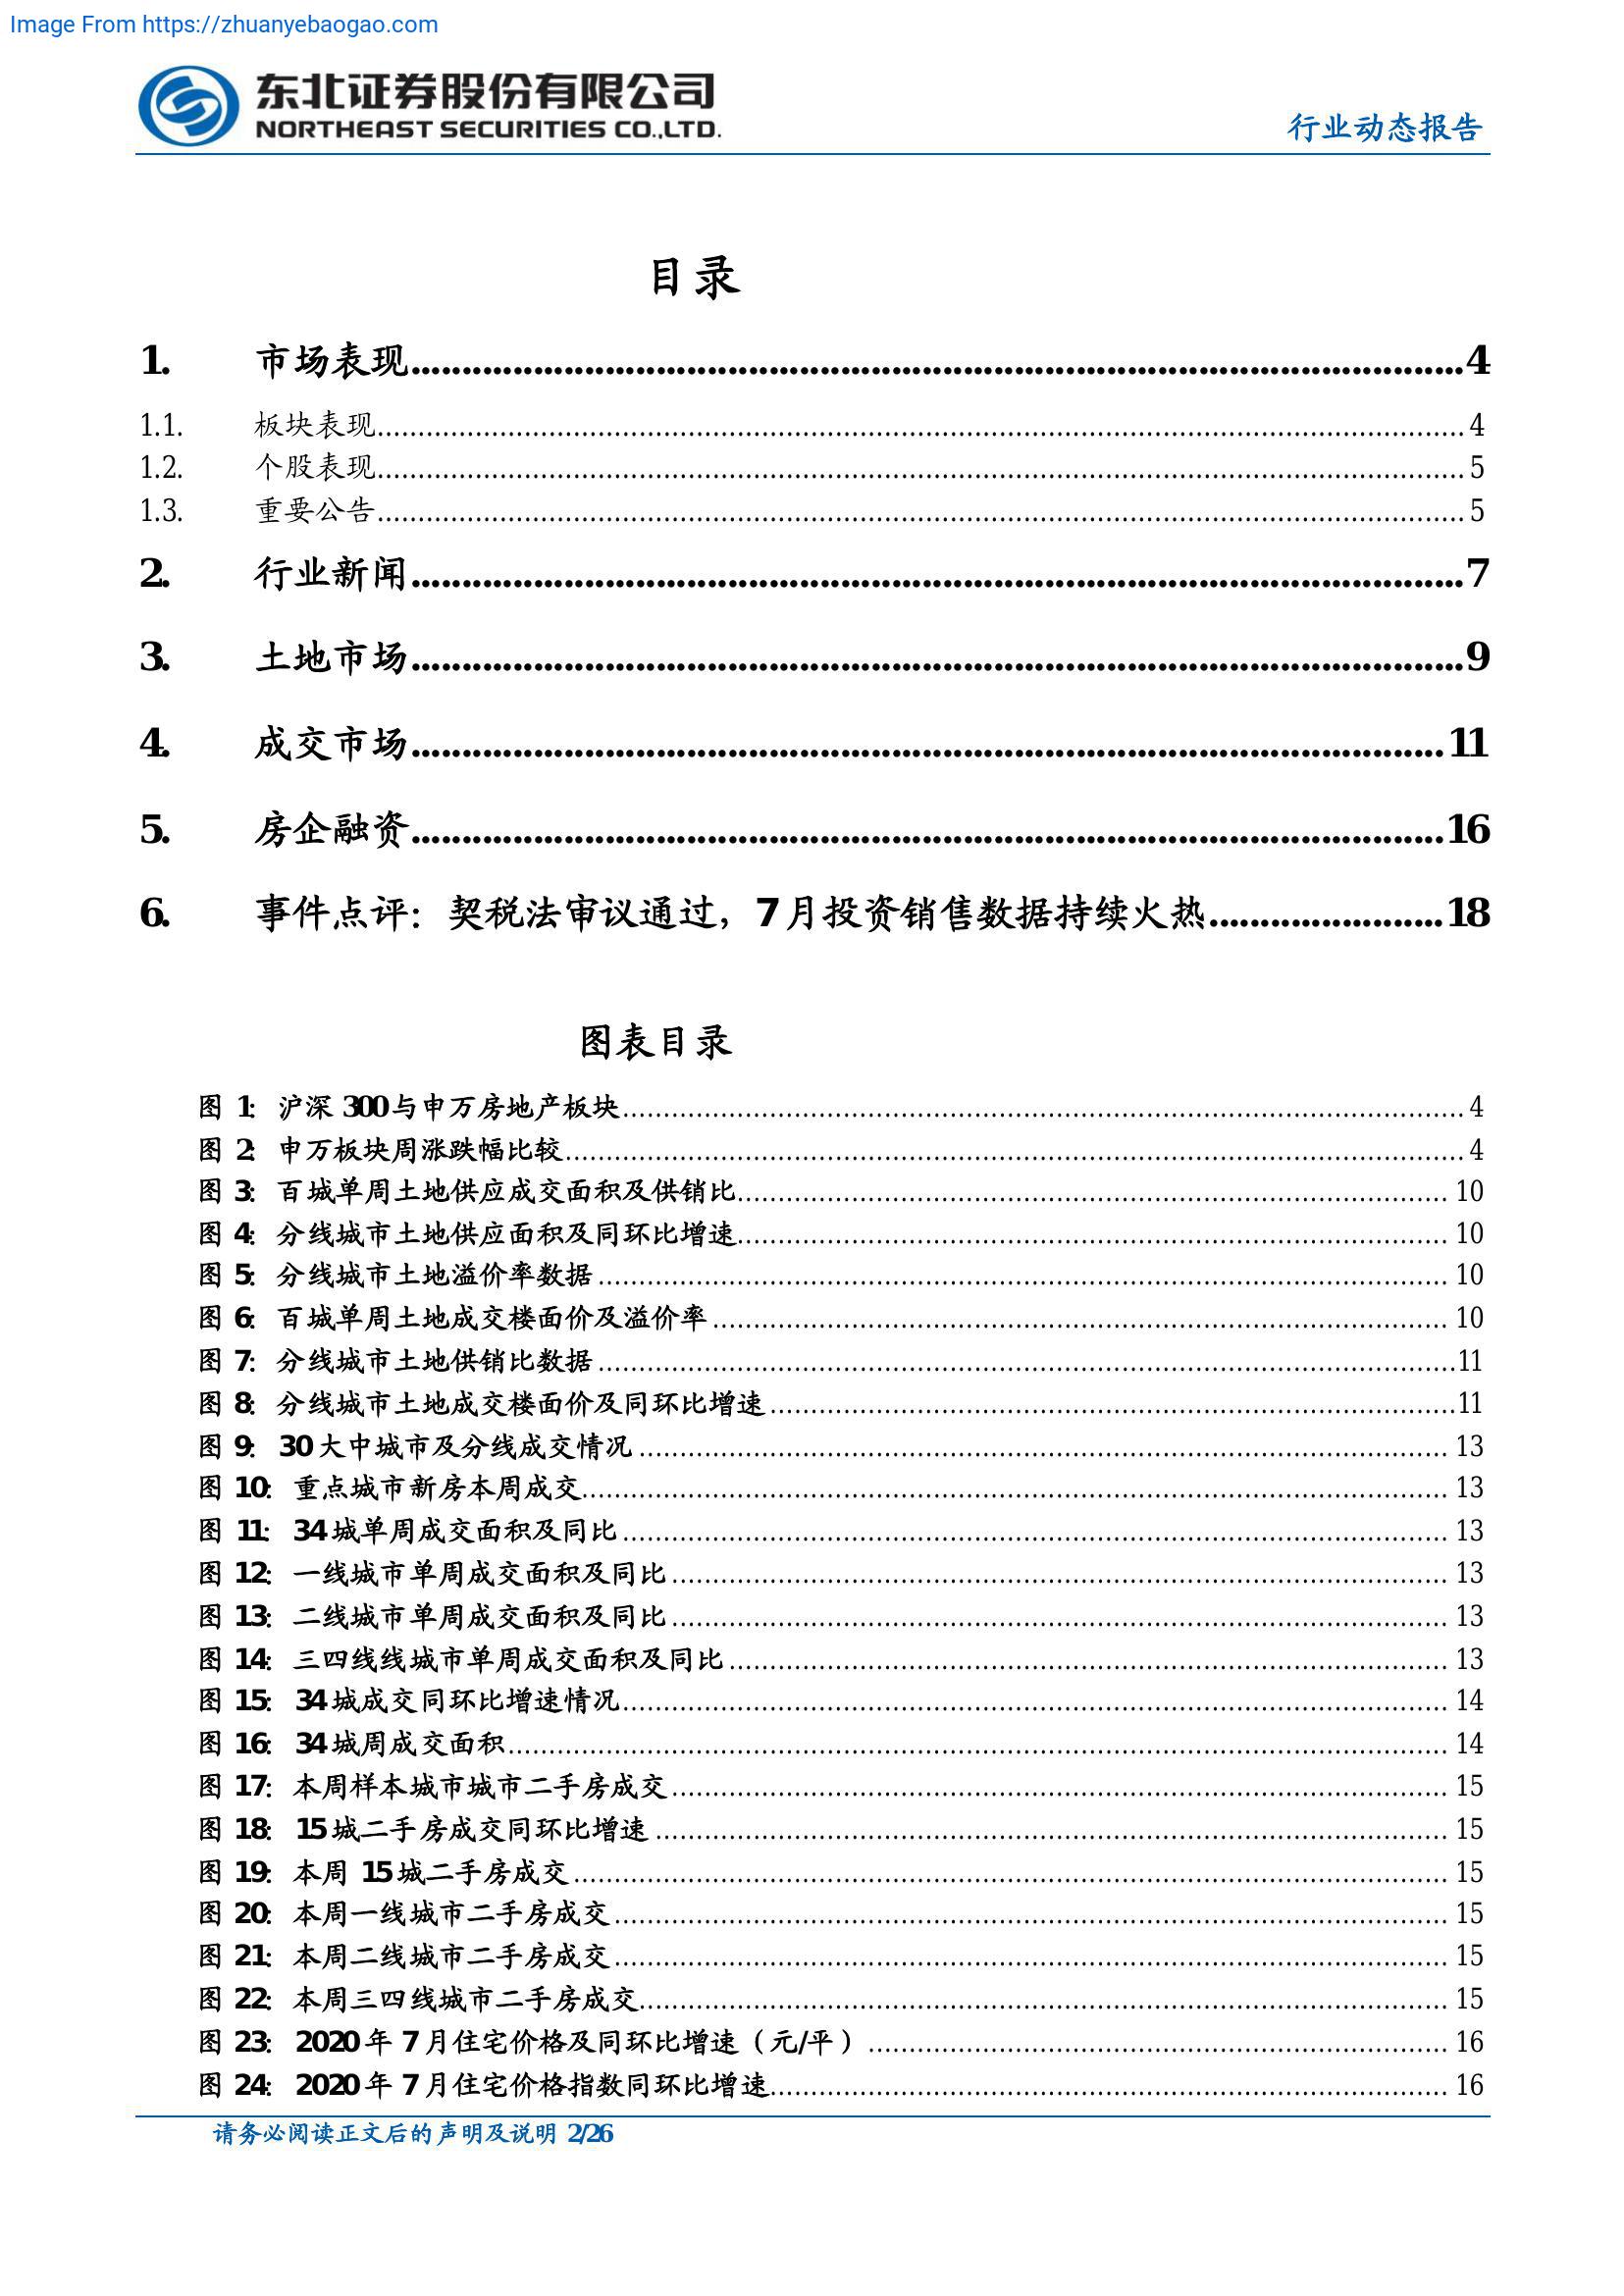 Image From https://zhuanyebaogao.com
东北证券股份有限公司
NORTHEAST SECURITIES CO.,LTD.
行业动态报告
目录
1. 市场表现 4
1.1. 板块表现 4
1.2. 个股表现 5
1.3. 重要公告 5
2. 行业新闻 7
3. 土地市场 9
4. 成交市场 11
5. 房企融资 16
6. 事件点评：契税法审议通过，7 月投资销售数据持续火热 18
图表目录
图 1：沪深 300 与申万房地产板块 4
图 2：申万板块周涨跌幅比较 4
图 3：百城单周土地供应成交面积及供销比 10
图 4：分线城市土地供应面积及同环比增速 10
图 5：分线城市土地溢价率数据 10
图 6：百城单周土地成交楼面价及溢价率 10
图 7：分线城市土地供销比数据 11
图 8：分线城市土地成交楼面价及同环比增速 11
图 9：30 大中城市及分线成交情况 13
图 10：重点城市新房本周成交 13
图 11：34 城单周成交面积及同比 13
图 12：一线城市单周成交面积及同比 13
图 13：二线城市单周成交面积及同比 13
图 14：三四线线城市单周成交面积及同比 13
图 15：34 城成交同环比增速情况 14
图 16：34 城周成交面积 14
图 17：本周样本城市城市二手房成交 15
图 18：15 城二手房成交同环比增速 15
图 19：本周 15 城二手房成交 15
图 20：本周一线城市二手房成交 15
图 21：本周二线城市二手房成交 15
图 22：本周三四线城市二手房成交 15
图 23：2020 年 7 月住宅价格及同环比增速（元/平） 16
图 24：2020 年 7 月住宅价格指数同环比增速 16
请务必阅读正文后的声明及说明 2/26